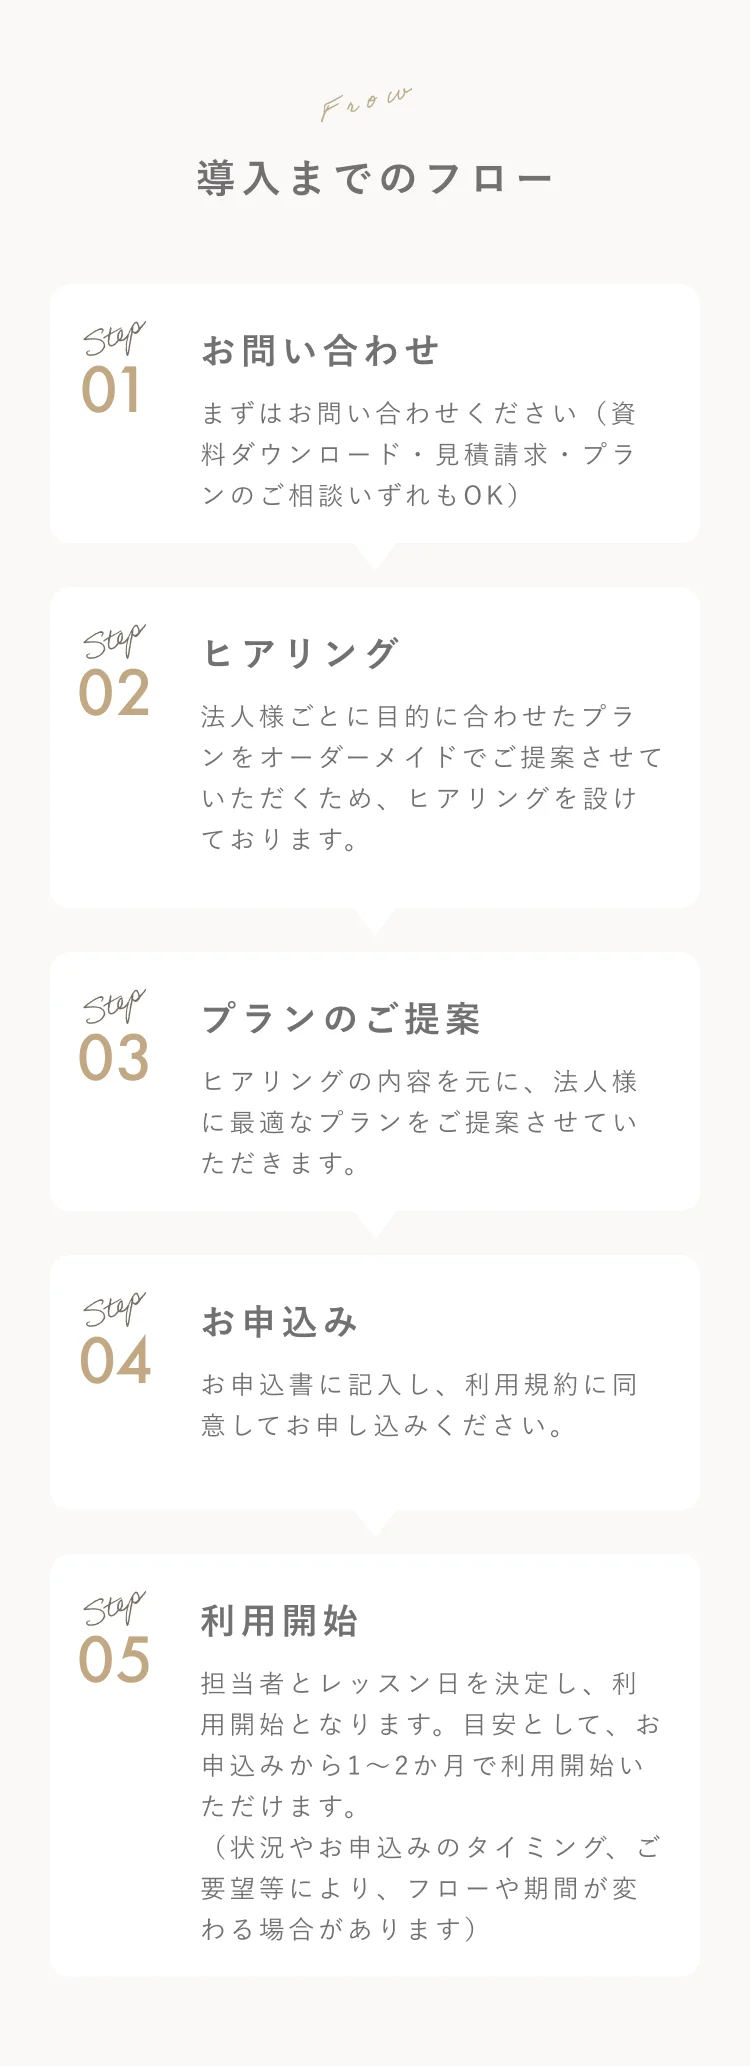 Frow
導入までのフロー
Step
01
お問い合わせ
まずはお問い合わせください（資
料ダウンロード・見積請求・プラ
ンのご相談いずれもOK）
Step
02
ヒアリング
法人様ごとに目的に合わせたプラ
ンをオーダーメイドでご提案させて
いただくため、ヒアリングを設け
ております。
Step
03
プランのご提案
ヒアリングの内容を元に、法人様
に最適なプランをご提案させてい
ただきます。
Step
04
お申込み
お申込書に記入し、利用規約に同
意してお申し込みください。
Step
05
利用開始
担当者とレッスン日を決定し、利
用開始となります。目安として、お
申込みから1〜2か月で利用開始い
ただけます。
（状況やお申込みのタイミング、ご
要望等により、フローや期間が変
わる場合があります）